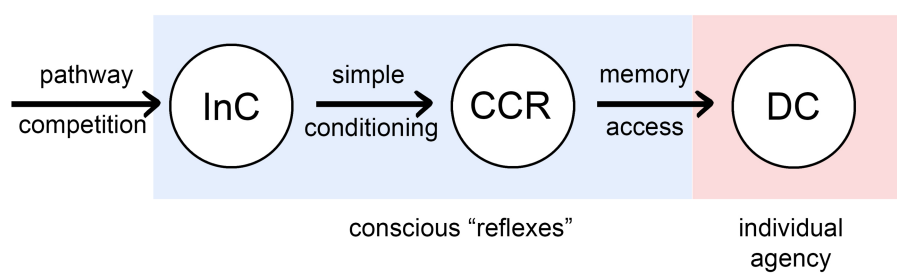 pathway
competition
InC
simple
conditioning
CCR
memory
access
DC
conscious “reflexes”
individual
agency